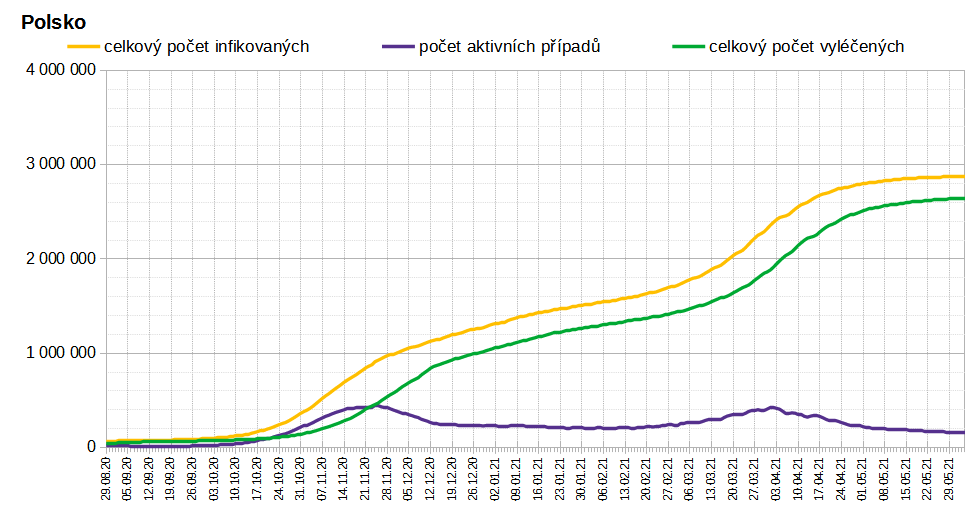 Polsko
celkový počet infikovaných počet aktivních případů celkový počet vyléčených
4 000 000
3 000 000
2 000 000
1 000 000
0
29.08.20 05.09.20 12.09.20 19.09.20 26.09.20 03.10.20 10.10.20 17.10.20 24.10.20 31.10.20 07.11.20 14.11.20 21.11.20 28.11.20 05.12.20 12.12.20 19.12.20 26.12.20 02.01.21 09.01.21 16.01.21 23.01.21 30.01.21 06.02.21 13.02.21 20.02.21 27.02.21 06.03.21 13.03.21 20.03.21 27.03.21 03.04.21 10.04.21 17.04.21 24.04.21 01.05.21 08.05.21 15.05.21 22.05.21 29.05.21